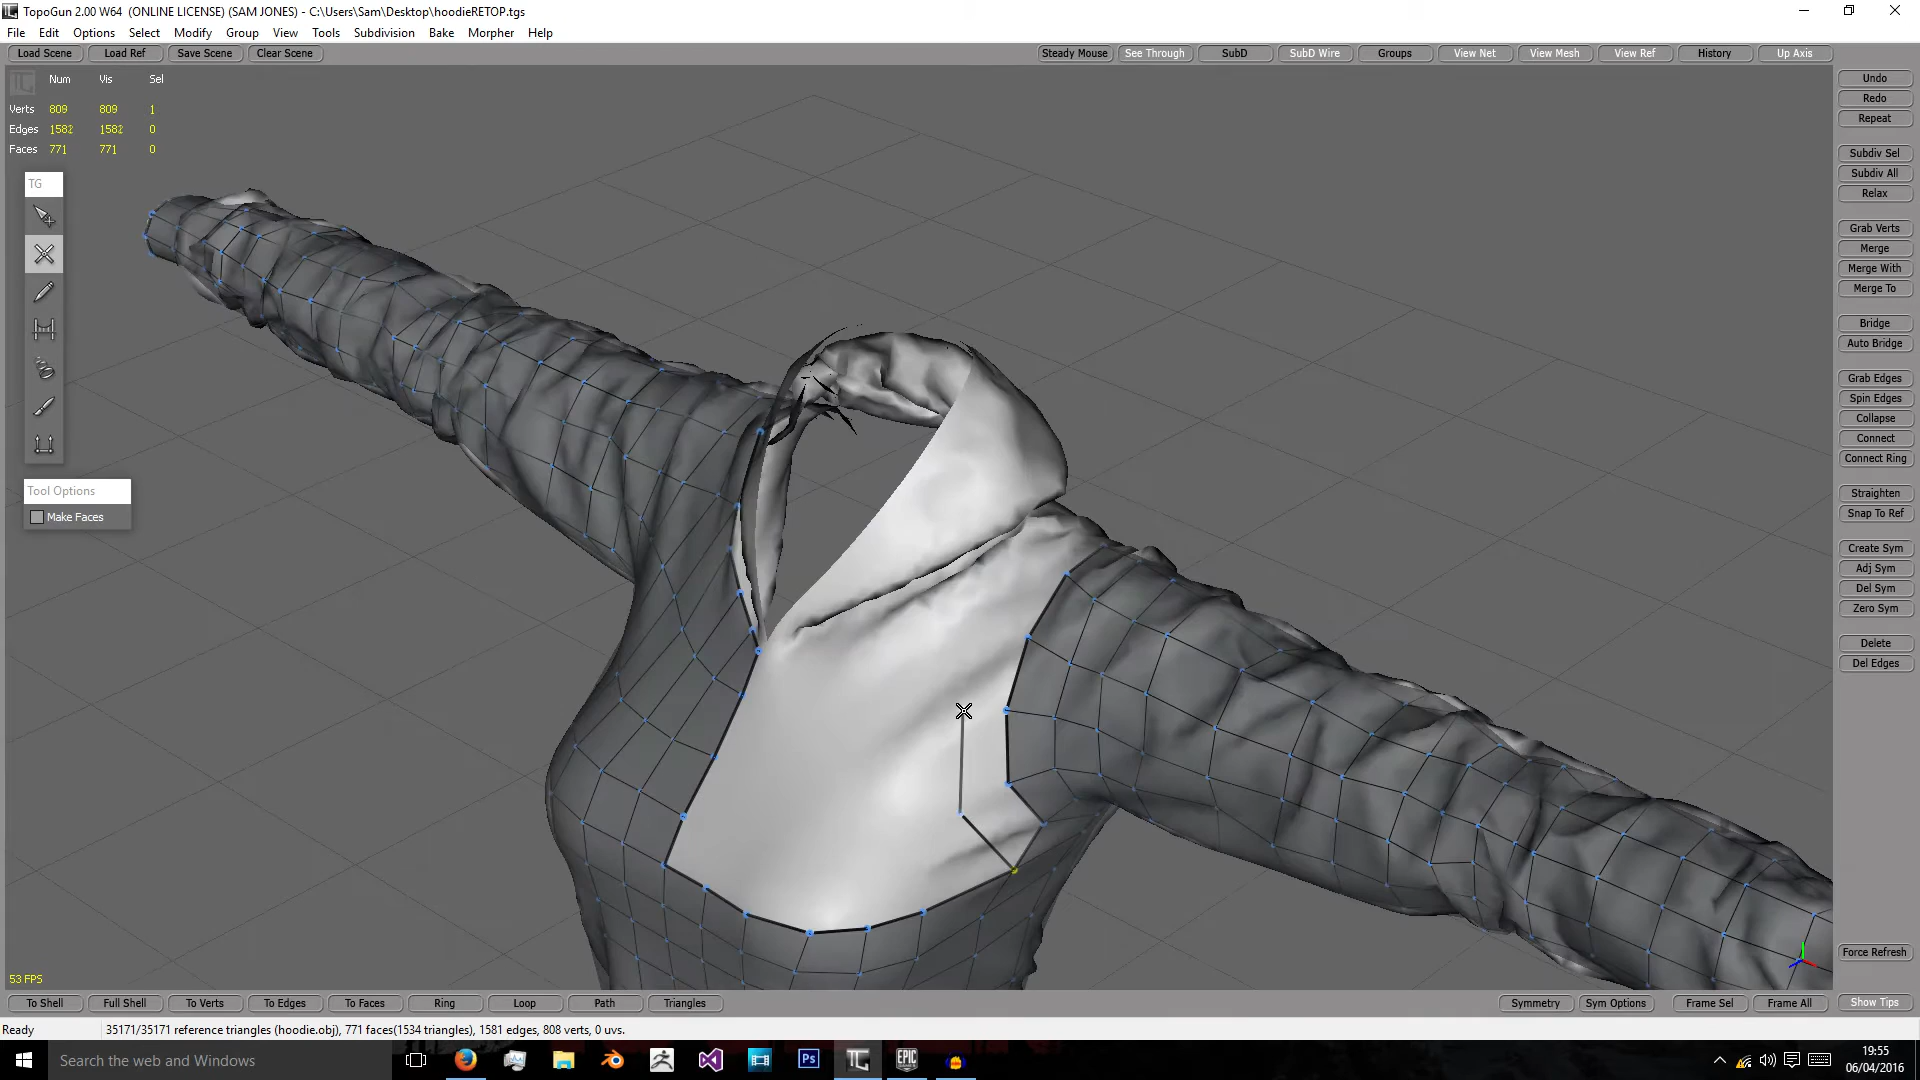 TopoGun 2.00 W64 (ONLINE LICENSE) (SAM JONES) - C:\Users\Sam\Desktop\hoodieRETOP.tgs
File Edit Options Select Modify Group View Tools Subdivision Bake Morpher Help
Load Scene Load Ref Save Scene Clear Scene Steady Mouse See Through SubD SubD Wire Groups View Net View Mesh View Ref History Up Axis
Num Vis Sel
Verts 809 809 1
Edges 1582 1582 0
Faces 771 771 0
TG
Tool Options
Make Faces
Undo
Redo
Repeat
Subdiv Sel
Subdiv All
Relax
Grab Verts
Merge
Merge With
Merge To
Bridge
Auto Bridge
Grab Edges
Spin Edges
Collapse
Connect
Connect Ring
Straighten
Snap To Ref
Create Sym
Adj Sym
Del Sym
Zero Sym
Delete
Del Edges
Force Refresh
53 FPS
To Shell Full Shell To Verts To Edges To Faces Ring Loop Path Triangles Symmetry Sym Options Frame Sel Frame All Show Tips
Ready 35171/35171 reference triangles (hoodie.obj), 771 faces(1534 triangles), 1581 edges, 808 verts, 0 uvs.
Search the web and Windows
Ps
EPIC
19:55
06/04/2016